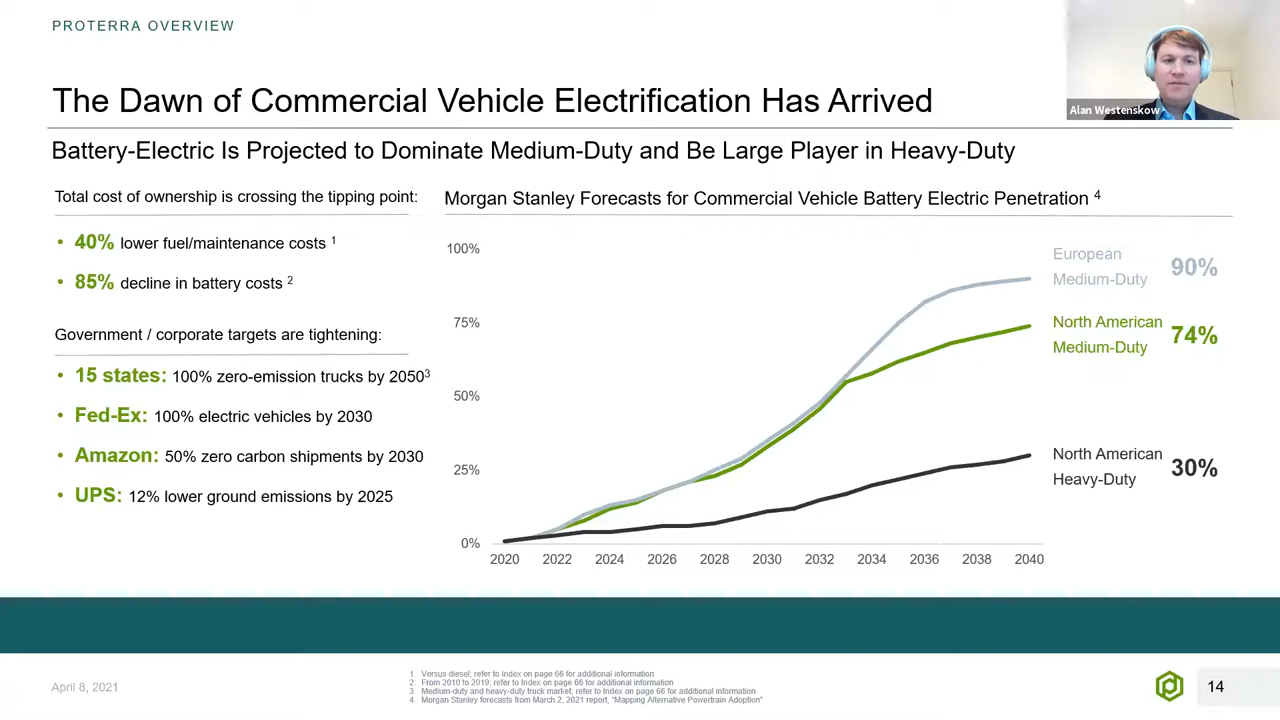 PROTERRA OVERVIEW
Alan Westenskow
The Dawn of Commercial Vehicle Electrification Has Arrived
Battery-Electric Is Projected to Dominate Medium-Duty and Be Large Player in Heavy-Duty
Total cost of ownership is crossing the tipping point:
• 40% lower fuel/maintenance costs 1
• 85% decline in battery costs 2
Government / corporate targets are tightening:
• 15 states: 100% zero-emission trucks by 2050 3
• Fed-Ex: 100% electric vehicles by 2030
• Amazon: 50% zero carbon shipments by 2030
• UPS: 12% lower ground emissions by 2025
Morgan Stanley Forecasts for Commercial Vehicle Battery Electric Penetration 4
100%
75%
50%
25%
0%
2020 2022 2024 2026 2028 2030 2032 2034 2036 2038 2040
European
Medium-Duty
90%
North American
Medium-Duty
74%
North American
Heavy-Duty
30%
April 8, 2021
1. Versus diesel; refer to Index on page 66 for additional information
2. From 2010 to 2019; refer to Index on page 66 for additional information
3. Medium-duty and heavy-duty truck market; refer to Index on page 66 for additional information
4. Morgan Stanley forecasts from March 2, 2021 report, "Mapping Alternative Powertrain Adoption"
14